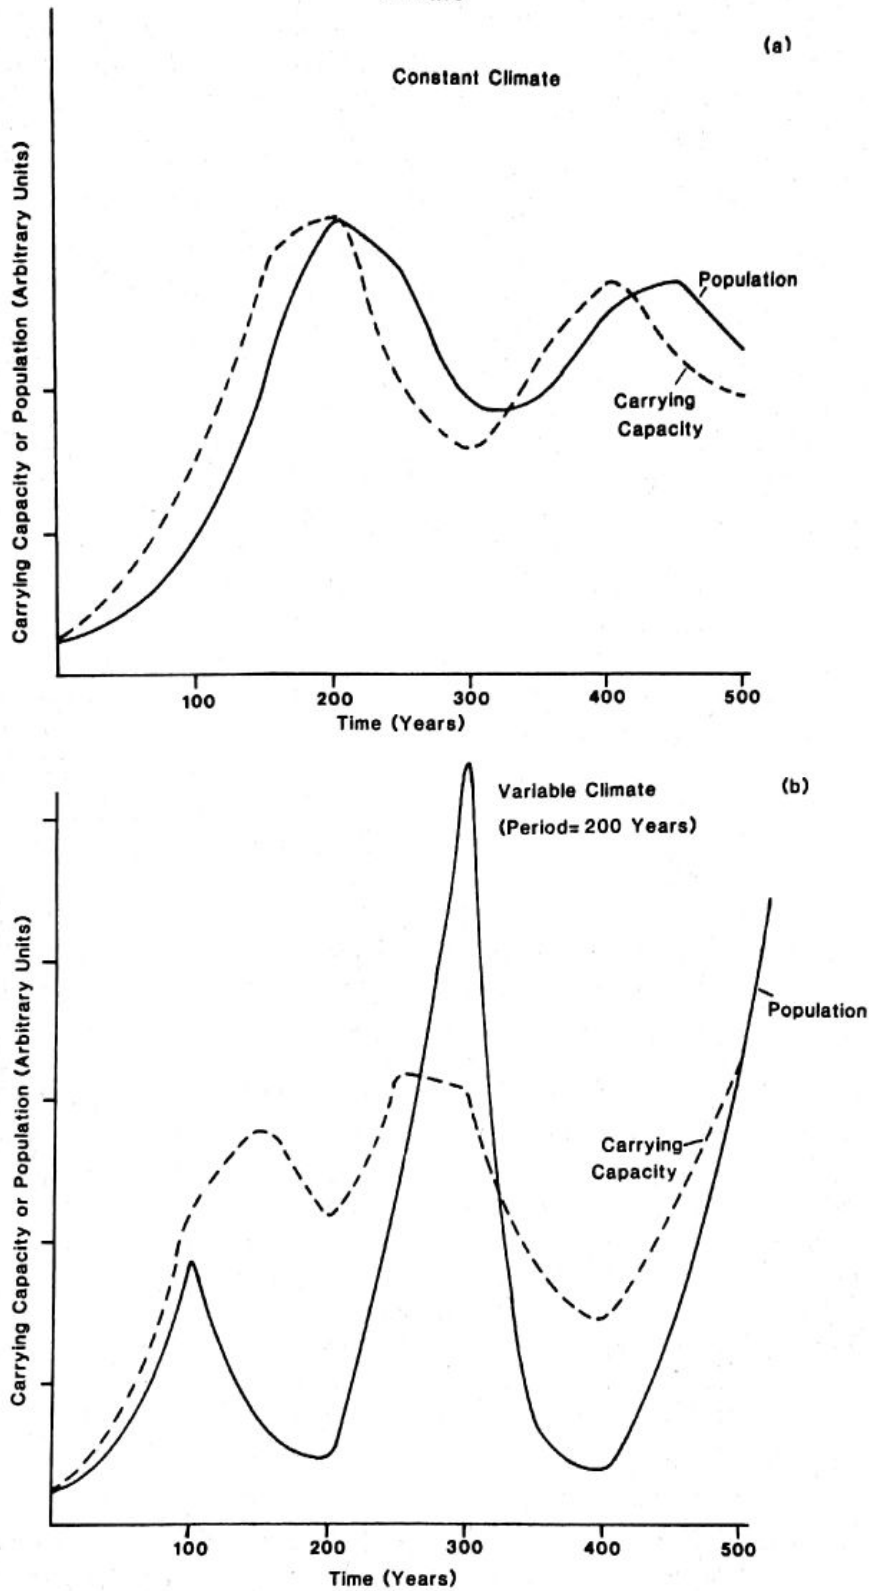 (a)
Constant Climate
Carrying Capacity or Population (Arbitrary Units)
Population
Carrying
Capacity
100 200 300 400 500
Time (Years)
Variable Climate
(b)
(Period= 200 Years)
Carrying Capacity or Population (Arbitrary Units)
Population
Carrying
Capacity
100 200 300 400 500
Time (Years)